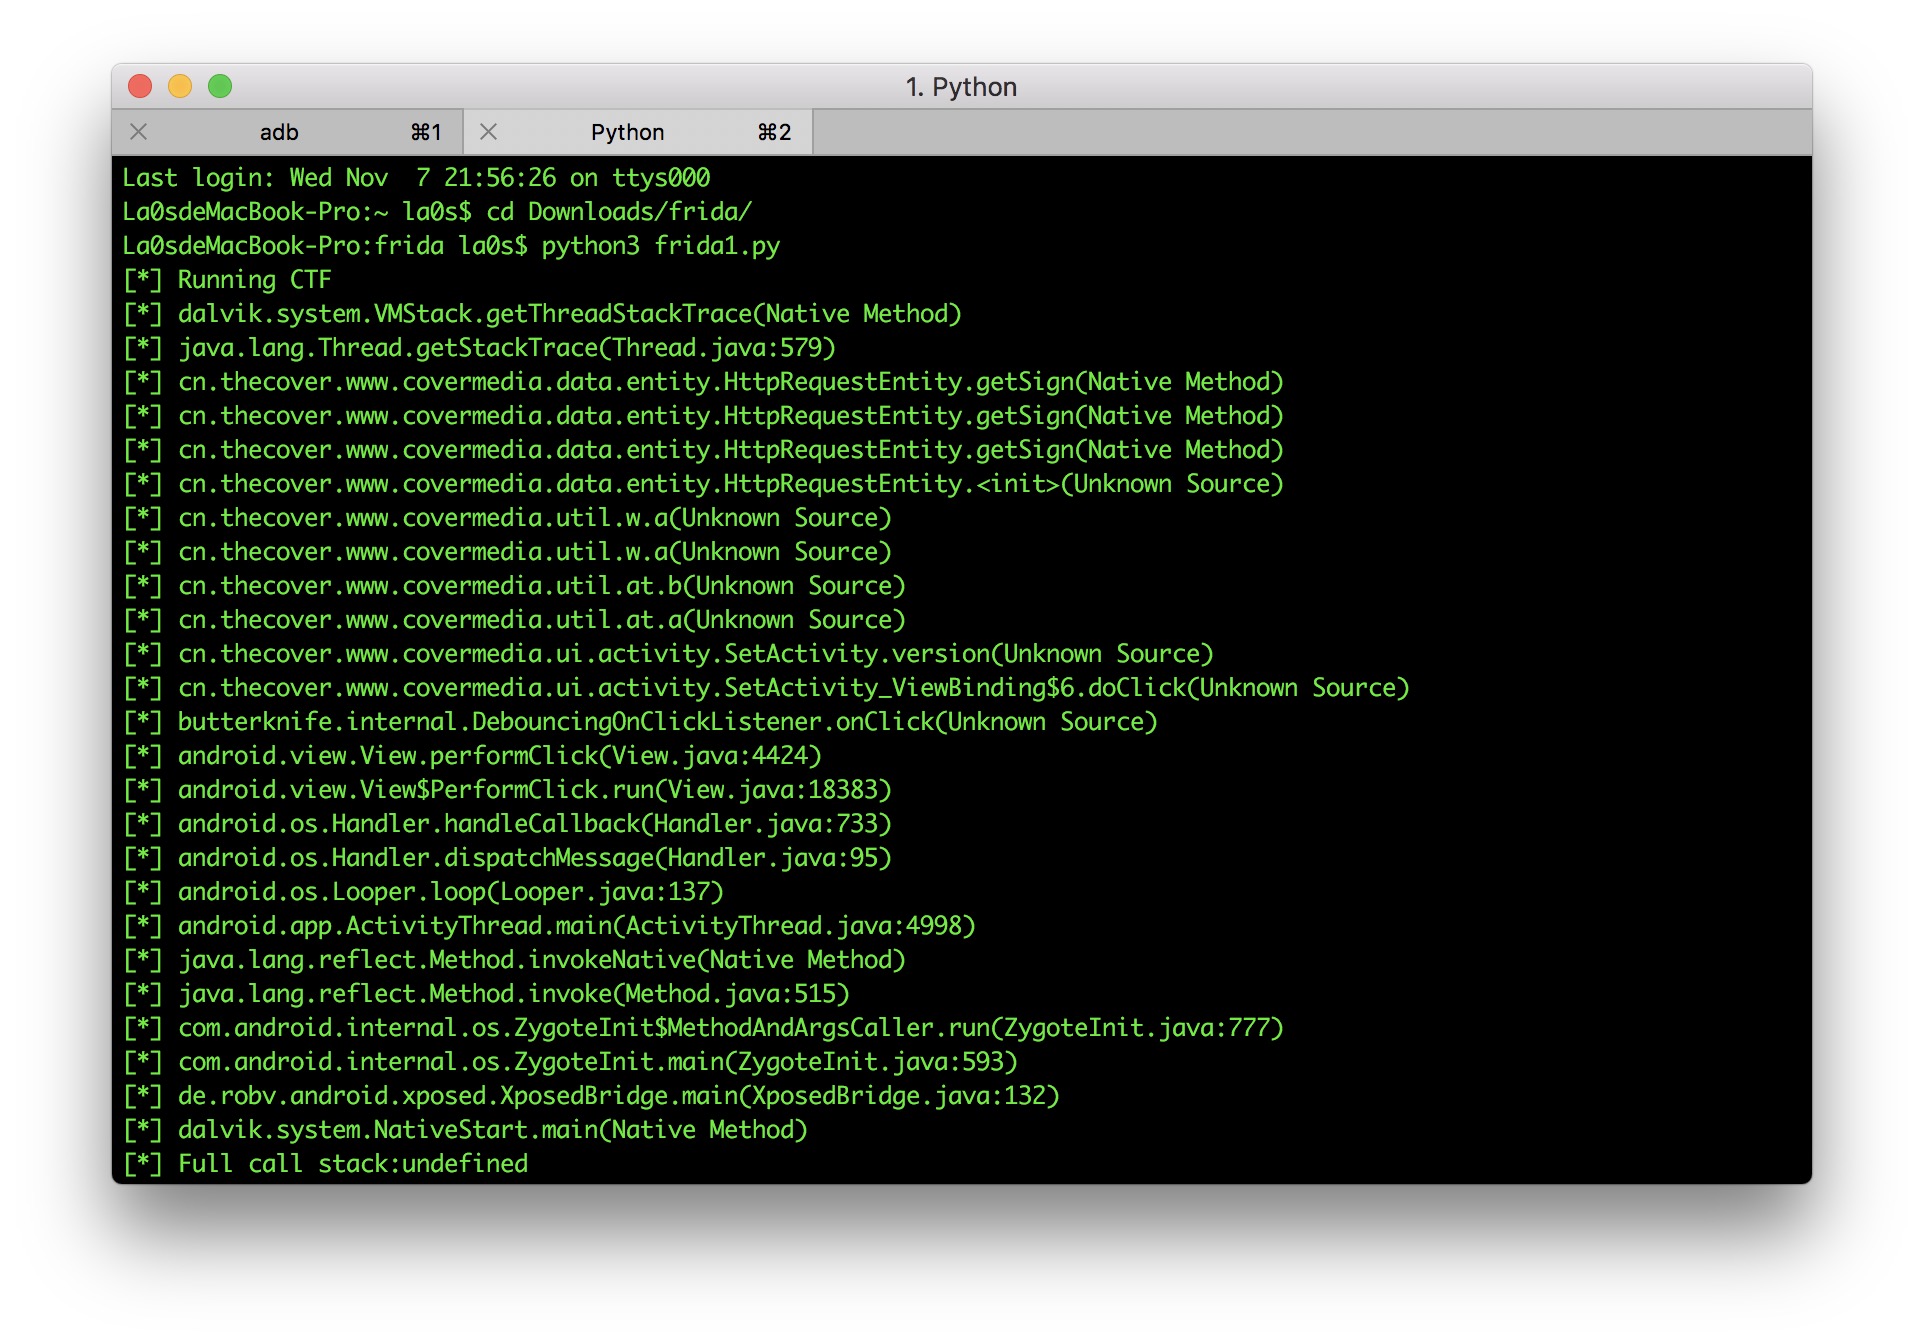 1. Python
adb ⌘1 Python ⌘2
Last login: Wed Nov  7 21:56:26 on ttys000
La0sdeMacBook-Pro:~ la0s$ cd Downloads/frida/
La0sdeMacBook-Pro:frida la0s$ python3 frida1.py
[*] Running CTF
[*] dalvik.system.VMStack.getThreadStackTrace(Native Method)
[*] java.lang.Thread.getStackTrace(Thread.java:579)
[*] cn.thecover.www.covermedia.data.entity.HttpRequestEntity.getSign(Native Method)
[*] cn.thecover.www.covermedia.data.entity.HttpRequestEntity.getSign(Native Method)
[*] cn.thecover.www.covermedia.data.entity.HttpRequestEntity.getSign(Native Method)
[*] cn.thecover.www.covermedia.data.entity.HttpRequestEntity.<init>(Unknown Source)
[*] cn.thecover.www.covermedia.util.w.a(Unknown Source)
[*] cn.thecover.www.covermedia.util.w.a(Unknown Source)
[*] cn.thecover.www.covermedia.util.at.b(Unknown Source)
[*] cn.thecover.www.covermedia.util.at.a(Unknown Source)
[*] cn.thecover.www.covermedia.ui.activity.SetActivity.version(Unknown Source)
[*] cn.thecover.www.covermedia.ui.activity.SetActivity_ViewBinding$6.doClick(Unknown Source)
[*] butterknife.internal.DebouncingOnClickListener.onClick(Unknown Source)
[*] android.view.View.performClick(View.java:4424)
[*] android.view.View$PerformClick.run(View.java:18383)
[*] android.os.Handler.handleCallback(Handler.java:733)
[*] android.os.Handler.dispatchMessage(Handler.java:95)
[*] android.os.Looper.loop(Looper.java:137)
[*] android.app.ActivityThread.main(ActivityThread.java:4998)
[*] java.lang.reflect.Method.invokeNative(Native Method)
[*] java.lang.reflect.Method.invoke(Method.java:515)
[*] com.android.internal.os.ZygoteInit$MethodAndArgsCaller.run(ZygoteInit.java:777)
[*] com.android.internal.os.ZygoteInit.main(ZygoteInit.java:593)
[*] de.robv.android.xposed.XposedBridge.main(XposedBridge.java:132)
[*] dalvik.system.NativeStart.main(Native Method)
[*] Full call stack:undefined